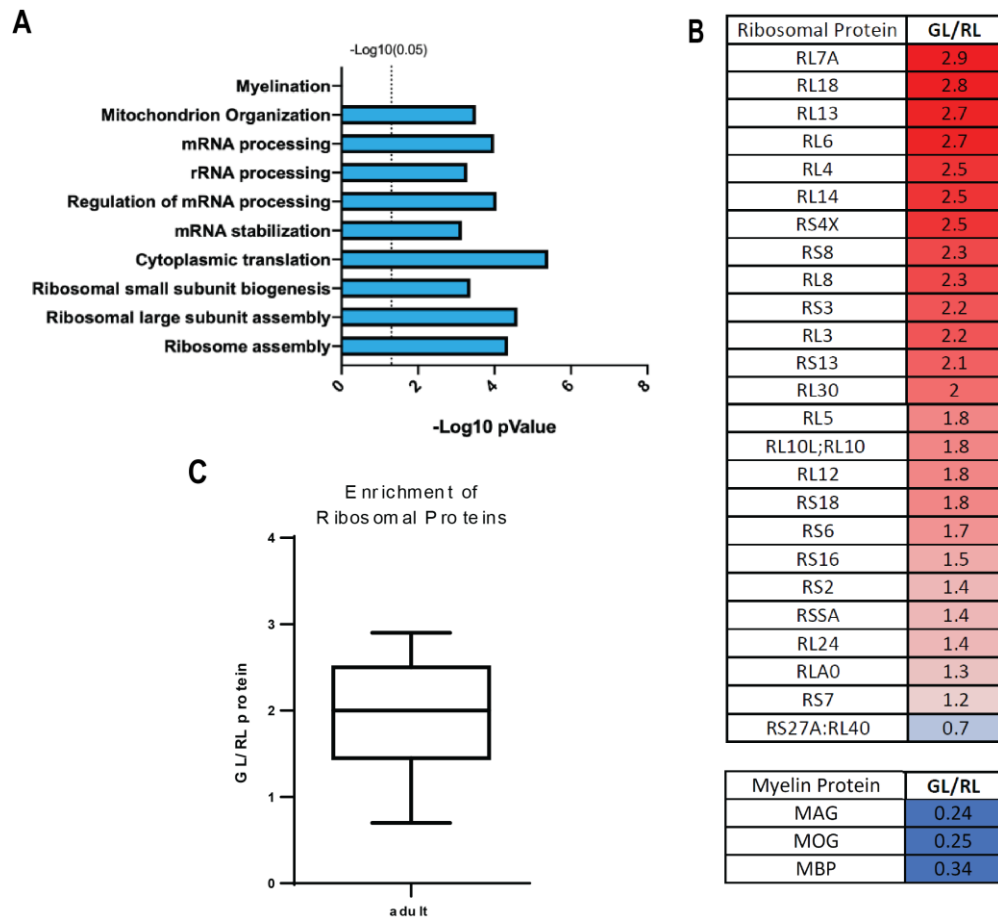 A
-Log10(0.05)
Myelination
Mitochondrion Organization
mRNA processing
rRNA processing
Regulation of mRNA processing
mRNA stabilization
Cytoplasmic translation
Ribosomal small subunit biogenesis
Ribosomal large subunit assembly
Ribosome assembly
0 2 4 6 8
-Log10 pValue
B
Ribosomal Protein GL/RL
RL7A 2.9
RL18 2.8
RL13 2.7
RL6 2.7
RL4 2.5
RL14 2.5
RS4X 2.5
RS8 2.3
RL8 2.3
RS3 2.2
RL3 2.2
RS13 2.1
RL30 2
RL5 1.8
RL10L;RL10 1.8
RL12 1.8
RS18 1.8
RS6 1.7
RS16 1.5
RS2 1.4
RSSA 1.4
RL24 1.4
RLA0 1.3
RS7 1.2
RS27A:RL40 0.7
Myelin Protein GL/RL
MAG 0.24
MOG 0.25
MBP 0.34
C
Enrichment of
Ribosomal Proteins
4
3
2
1
0
GL/RL protein
adult